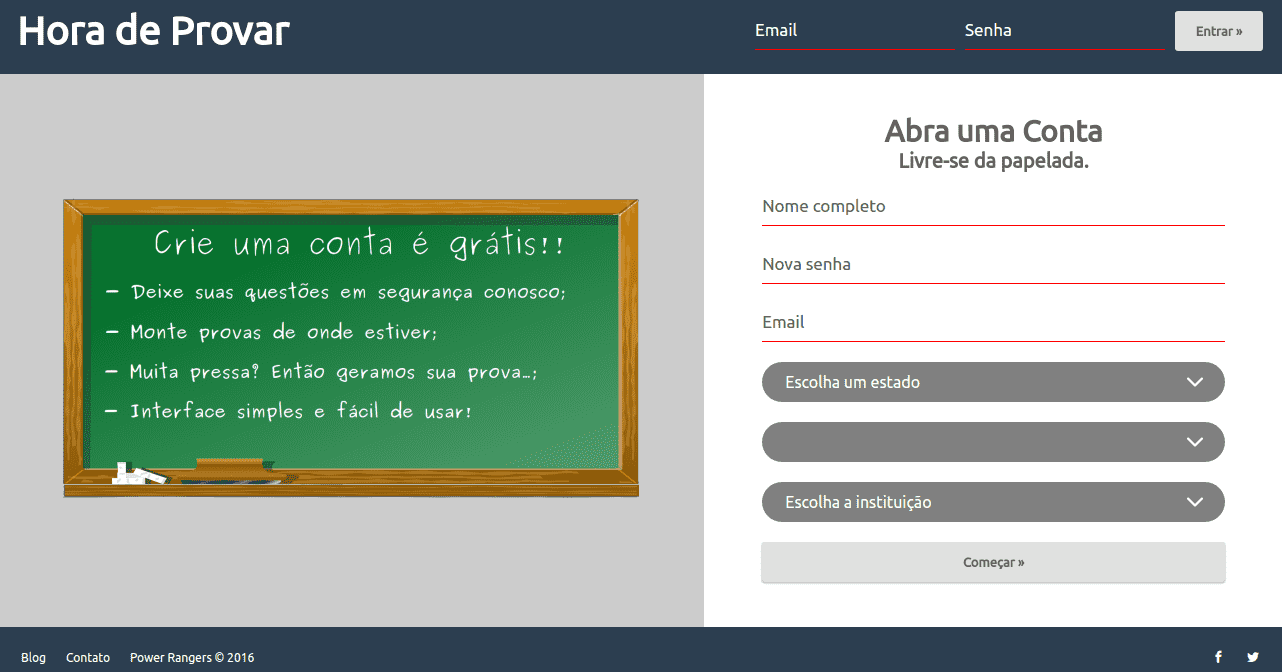 Hora de Provar
Email
Senha
Entrar »
Crie uma conta é grátis!!
- Deixe suas questões em segurança conosco;
- Monte provas de onde estiver;
- Muita pressa? Então geramos sua prova...;
- Interface simples e fácil de usar!
Abra uma Conta
Livre-se da papelada.
Nome completo
Nova senha
Email
Escolha um estado
Escolha a instituição
Começar »
Blog
Contato
Power Rangers © 2016